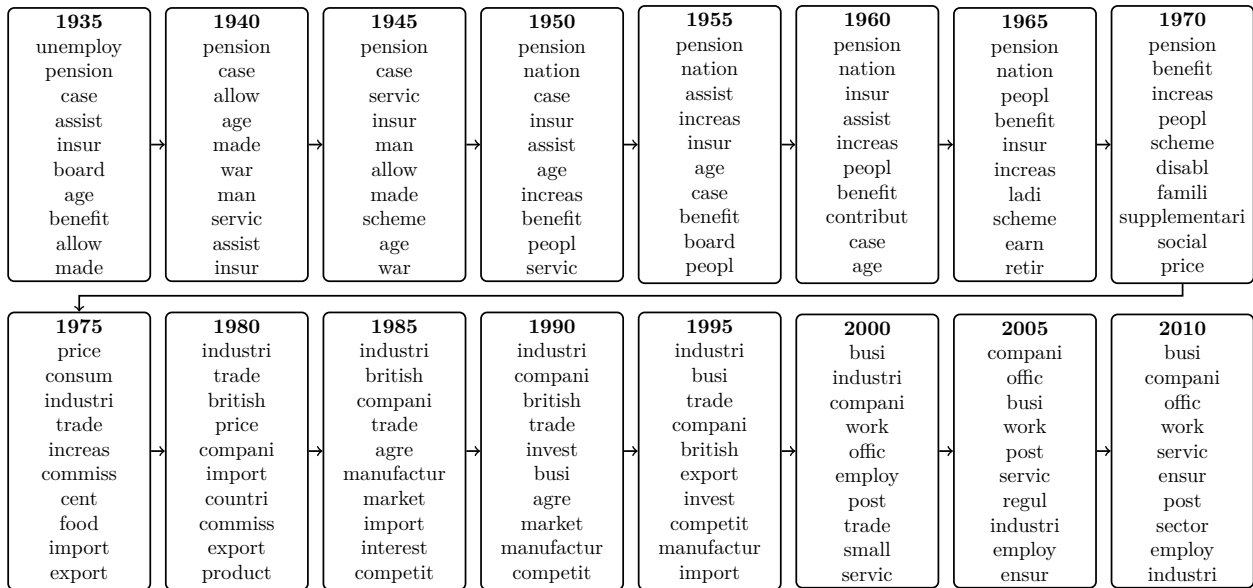 1935 1940 1945 1950 1955 1960 1965 1970
unemploy pension pension pension pension pension pension pension
pension case case nation nation nation nation benefit
case allow servic case assist insur peopl increas
assist age insur insur increas assist benefit peopl
insur made man assist insur increas insur scheme
board war allow age age peopl increas disabl
age man made increas case benefit ladi famili
benefit servic scheme benefit benefit contribut scheme supplementari
allow assist age peopl board case earn social
made insur war servic peopl age retir price
1975 1980 1985 1990 1995 2000 2005 2010
price industri industri industri industri busi compani busi
consum trade british compani busi industri offic compani
industri british compani british trade compani busi offic
trade price trade trade compani work work work
increas compani agre invest british offic post servic
commiss import manufactur busi export employ servic ensur
cent countri market agre invest post regul post
food commiss import market competit trade industri sector
import export interest manufactur manufactur small employ employ
export product competit competit import servic ensur industri